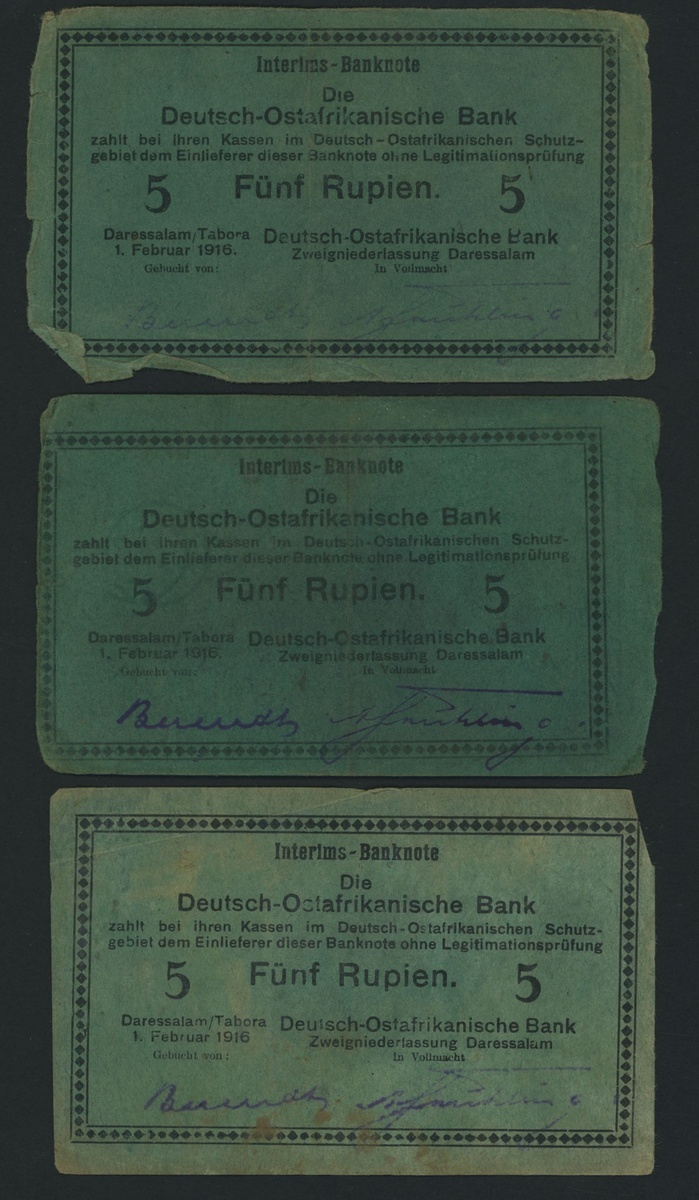 Interims-Banknote
Die
Deutsch-Ostafrikanische Bank
zahlt bei ihren Kassen im Deutsch-Ostafrikanischen Schutz-
gebiet dem Einlieferer dieser Banknote ohne Legitimationsprüfung
5 Fünf Rupien. 5
Daressalam/Tabora Deutsch-Ostafrikanische Bank
1. Februar 1916. Zweigniederlassung Daressalam
Gebucht von: In Vollmacht
Interims-Banknote
Die
Deutsch-Ostafrikanische Bank
zahlt bei ihren Kassen im Deutsch-Ostafrikanischen Schutz-
gebiet dem Einlieferer dieser Banknote ohne Legitimationsprüfung
5 Fünf Rupien. 5
Daressalam/Tabora Deutsch-Ostafrikanische Bank
1. Februar 1916. Zweigniederlassung Daressalam
Gebucht von: In Vollmacht
Interims-Banknote
Die
Deutsch-Ostafrikanische Bank
zahlt bei ihren Kassen im Deutsch-Ostafrikanischen Schutz-
gebiet dem Einlieferer dieser Banknote ohne Legitimationsprüfung
5 Fünf Rupien. 5
Daressalam/Tabora Deutsch-Ostafrikanische Bank
1. Februar 1916 Zweigniederlassung Daressalam
Gebucht von: In Vollmacht